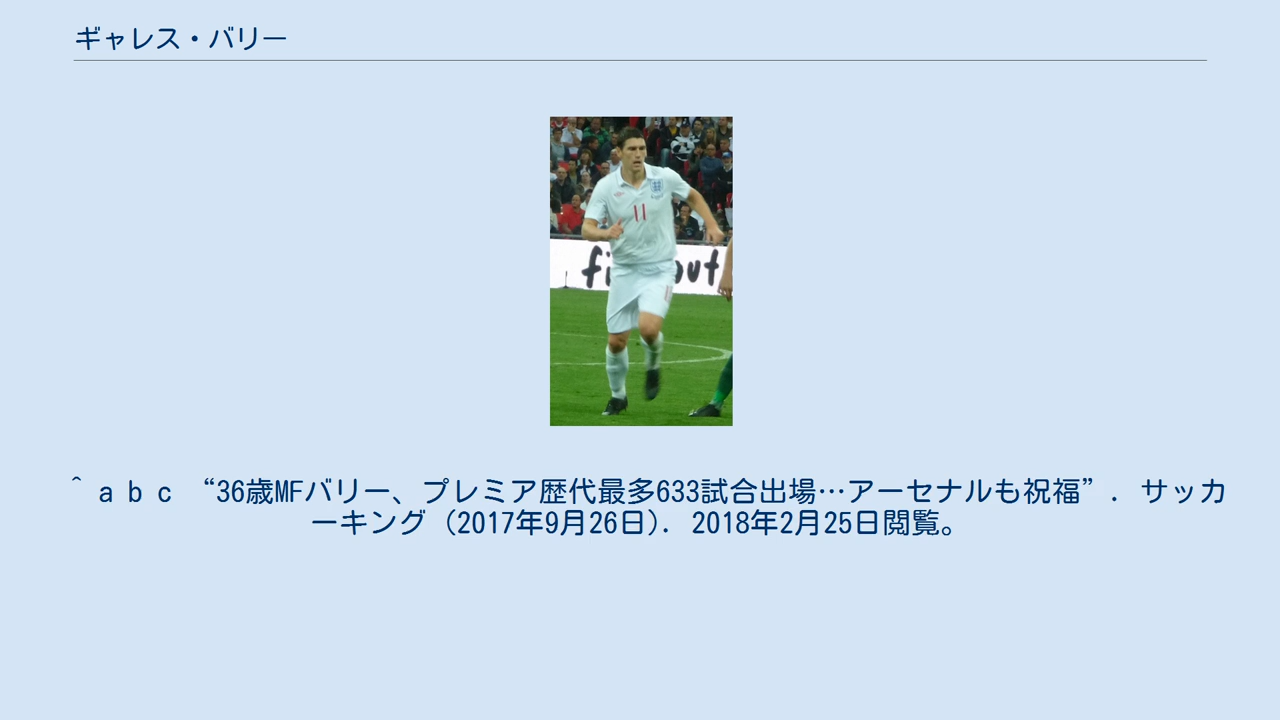 ギャレス・バリー
11
^ a b c “36歳MFバリー、プレミア歴代最多633試合出場…アーセナルも祝福”. サッカ
ーキング (2017年9月26日). 2018年2月25日閲覧。